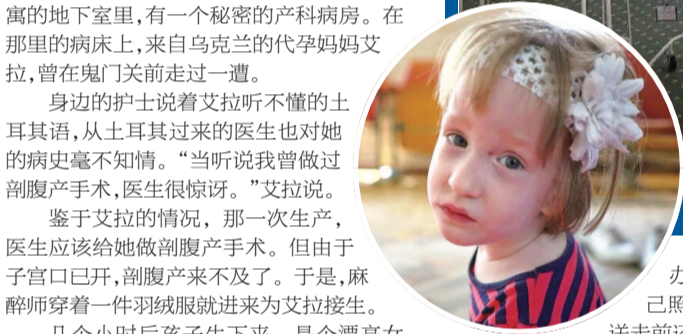 寓的地下室里,有一个秘密的产科病房。在
那里的病床上,来自乌克兰的代孕妈妈艾
拉,曾在鬼门关前走过一遭。
身边的护士说着艾拉听不懂的土
耳其语,从土耳其过来的医生也对她
的病史毫不知情。“当听说我曾做过
剖腹产手术,医生很惊讶。”艾拉说。
鉴于艾拉的情况，那一次生产，
医生应该给她做剖腹产手术。但由于
子宫口已开,剖腹产来不及了。于是,麻
醉师穿着一件羽绒服就进来为艾拉接生。
己照